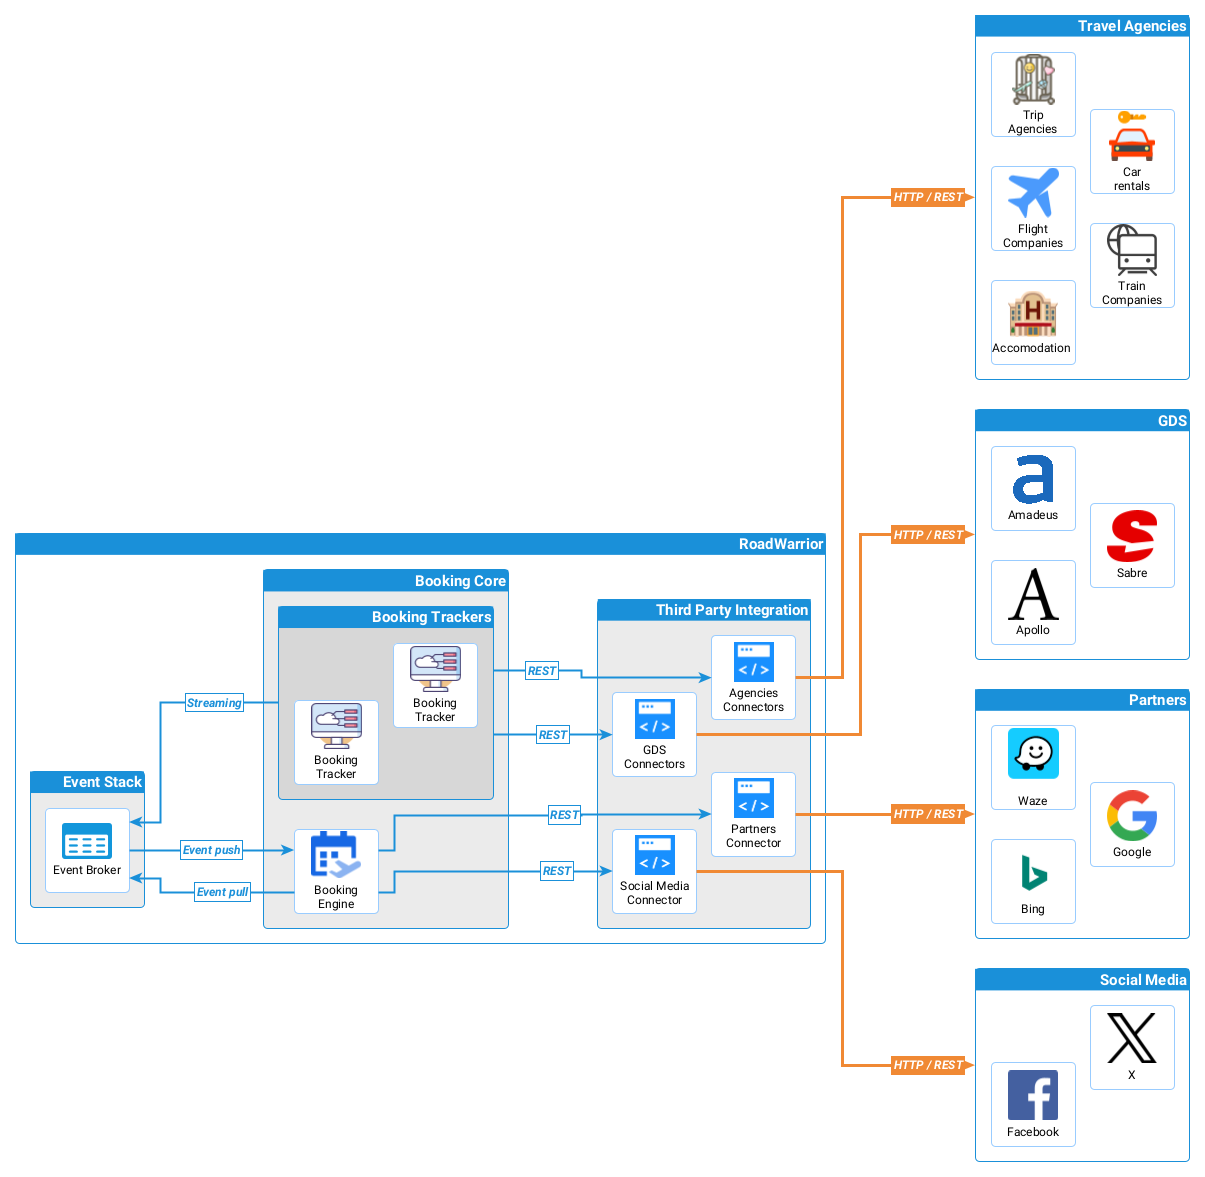 Travel Agencies
Trip
Agencies
Car
rentals
Flight
Companies
Train
Companies
Accomodation
HTTP / REST
GDS
Amadeus
Sabre
Apollo
HTTP / REST
RoadWarrior
Booking Core
Booking Trackers
Booking
Tracker
Booking
Tracker
Third Party Integration
Agencies
Connectors
GDS
Connectors
Partners
Connector
Social Media
Connector
REST
REST
REST
REST
Streaming
Event Stack
Event Broker
Event push
Event pull
Booking
Engine
Partners
Waze
Google
Bing
HTTP / REST
Social Media
X
Facebook
HTTP / REST